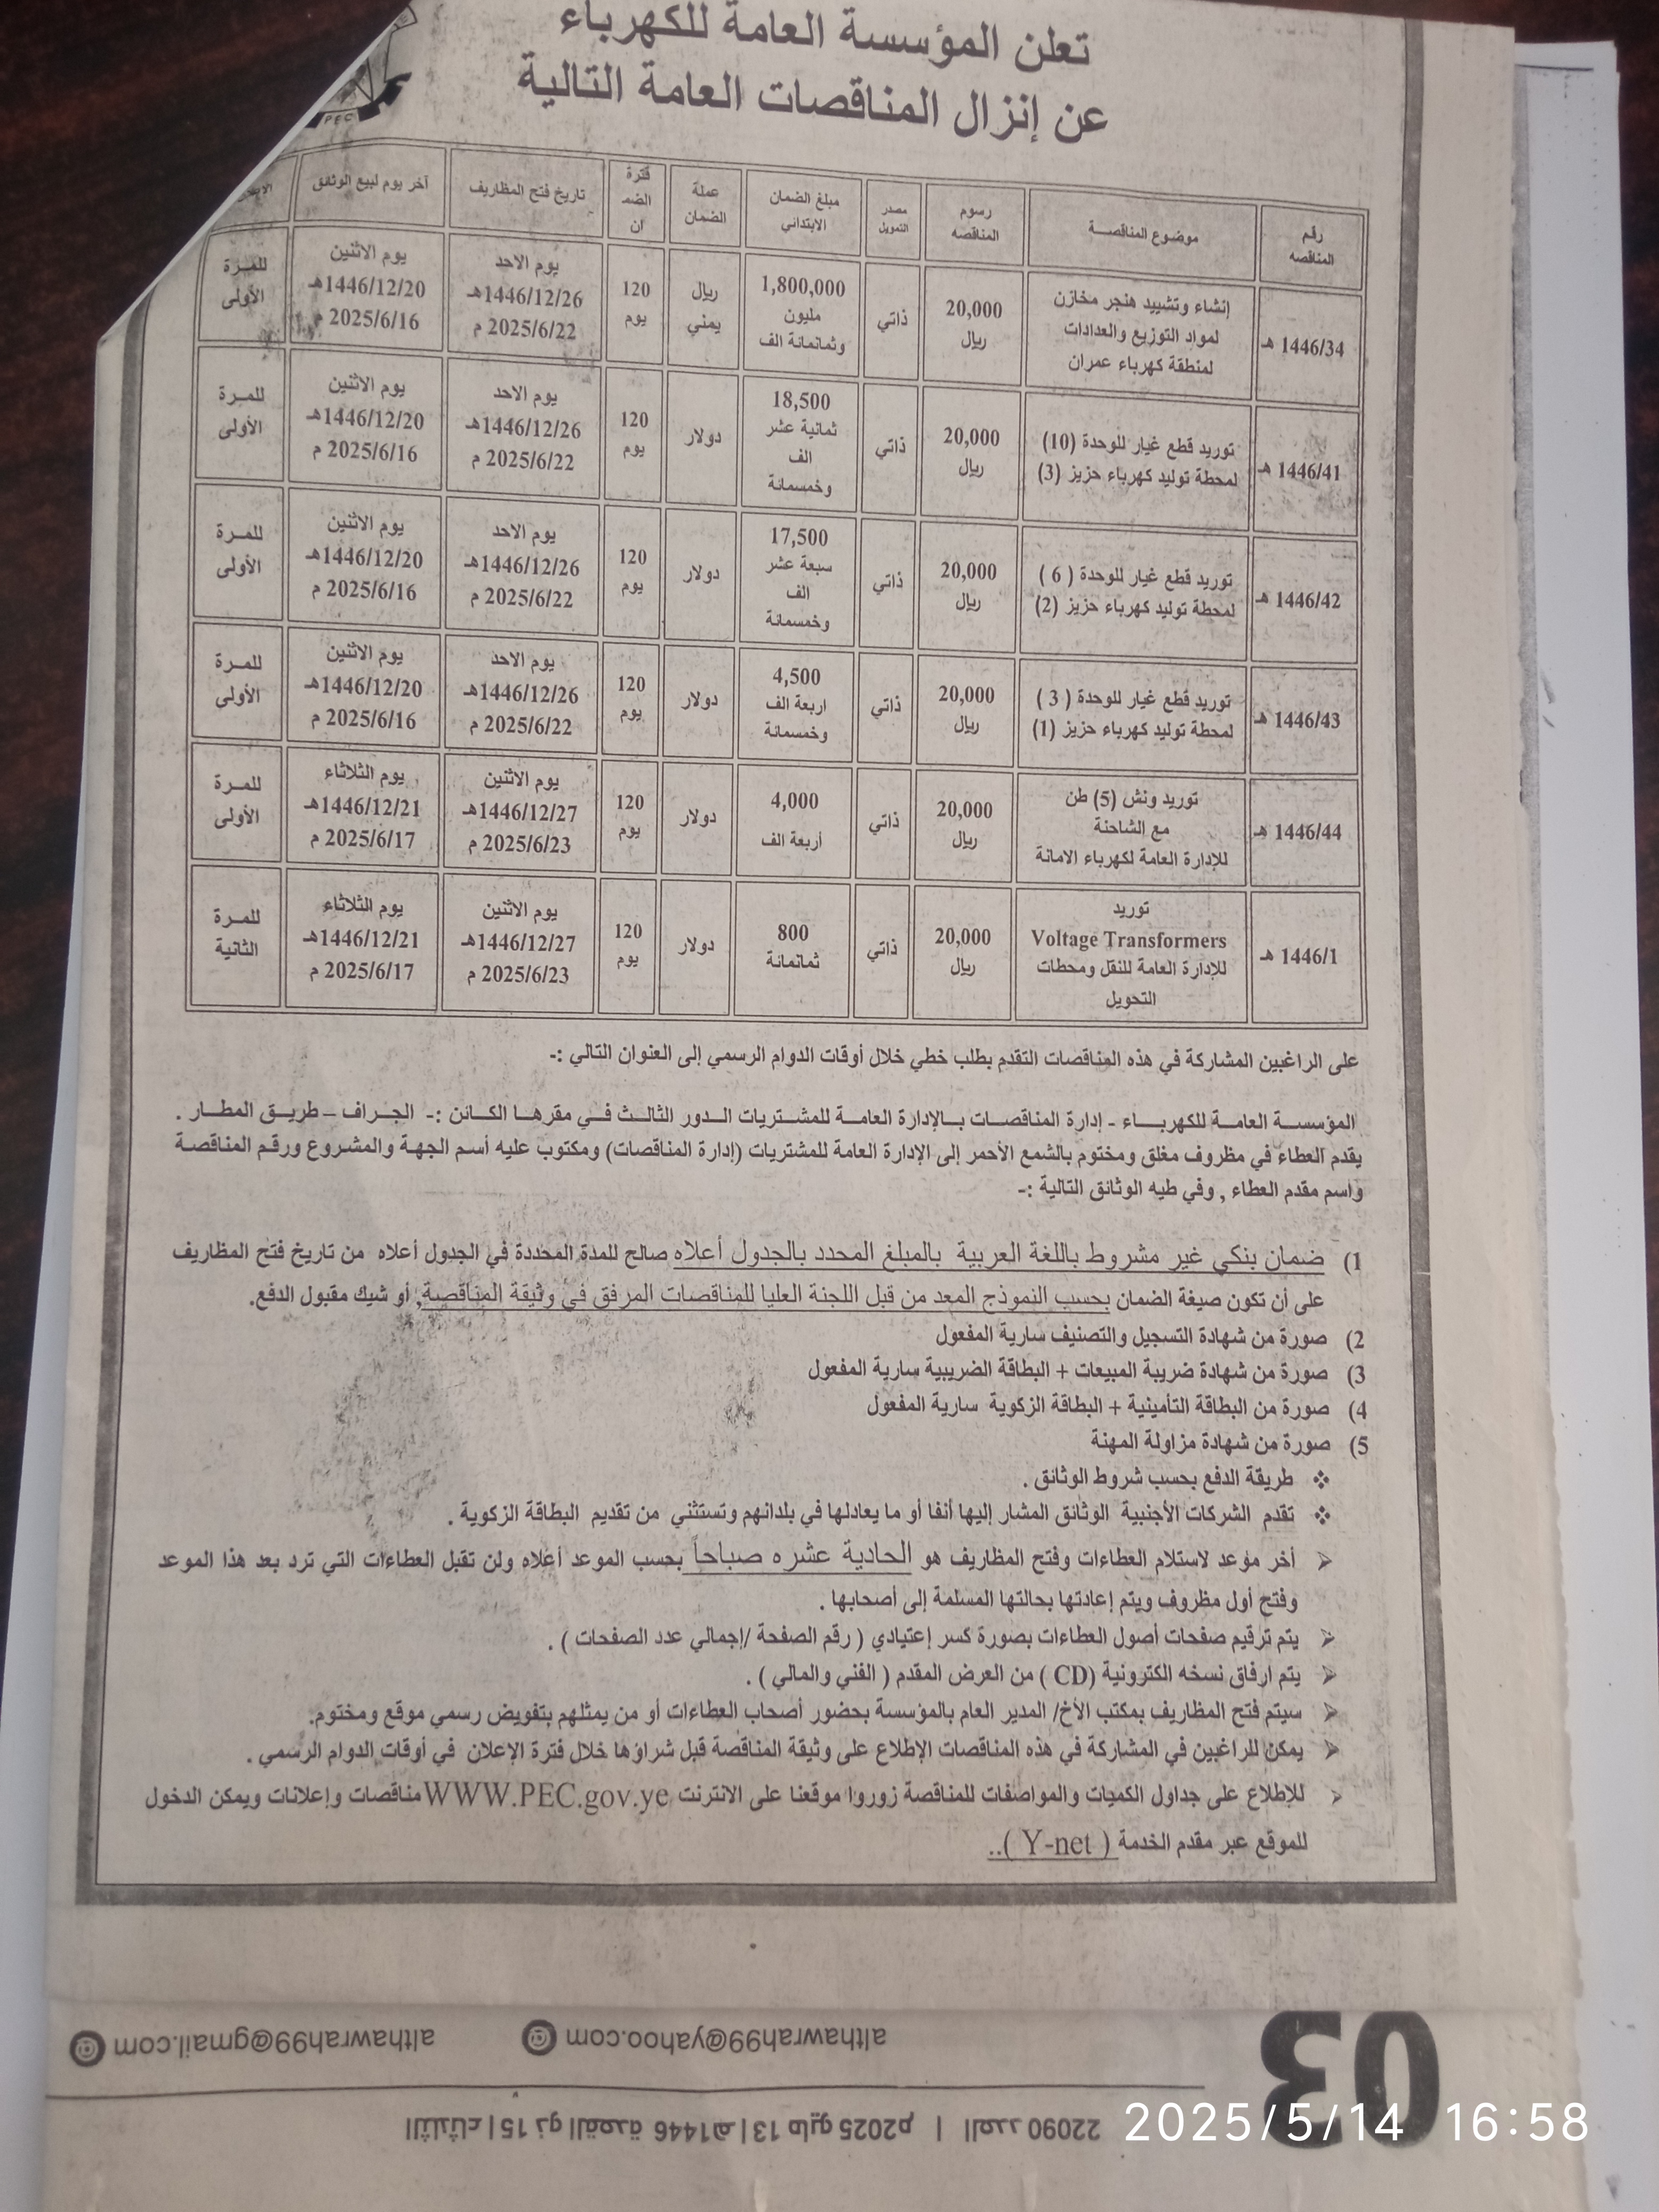 تعلن المؤسسة العامة للكهرباء
عن إنزال المناقصات العامة التالية
PEC
رقم المناقصه | موضوع المناقصة | رسوم المناقصه | مصدر التمويل | مبلغ الضمان الابتدائي | عملة الضمان | فترة الضمان | تاريخ فتح المظاريف | آخر يوم لبيع الوثائق
1446/34 هـ | إنشاء وتشييد هنجر مخازن لمواد التوزيع والعدادات لمنطقة كهرباء عمران | 20,000 ريال | ذاتي | 1,800,000 مليون وثمانمائة الف | ريال يمني | 120 يوم | يوم الاحد 1446/12/26هـ 2025/6/22 م | يوم الاثنين 1446/12/20هـ 2025/6/16 م | للمرة الأولى
1446/41 هـ | توريد قطع غيار للوحدة (10) لمحطة توليد كهرباء حزيز (3) | 20,000 ريال | ذاتي | 18,500 ثمانية عشر الف وخمسمائة | دولار | 120 يوم | يوم الاحد 1446/12/26هـ 2025/6/22 م | يوم الاثنين 1446/12/20هـ 2025/6/16 م | للمرة الأولى
1446/42 هـ | توريد قطع غيار للوحدة ( 6 ) لمحطة توليد كهرباء حزيز (2) | 20,000 ريال | ذاتي | 17,500 سبعة عشر الف وخمسمائة | دولار | 120 يوم | يوم الاحد 1446/12/26هـ 2025/6/22 م | يوم الاثنين 1446/12/20هـ 2025/6/16 م | للمرة الأولى
1446/43 هـ | توريد قطع غيار للوحدة ( 3 ) لمحطة توليد كهرباء حزيز (1) | 20,000 ريال | ذاتي | 4,500 اربعة الف وخمسمائة | دولار | 120 يوم | يوم الاحد 1446/12/26هـ 2025/6/22 م | يوم الاثنين 1446/12/20هـ 2025/6/16 م | للمرة الأولى
1446/44 هـ | توريد ونش (5) طن مع الشاحنة للإدارة العامة لكهرباء الامانة | 20,000 ريال | ذاتي | 4,000 أربعة الف | دولار | 120 يوم | يوم الاثنين 1446/12/27هـ 2025/6/23 م | يوم الثلاثاء 1446/12/21هـ 2025/6/17 م | للمرة الأولى
1446/1 هـ | توريد Voltage Transformers للإدارة العامة للنقل ومحطات التحويل | 20,000 ريال | ذاتي | 800 ثمانمائة | دولار | 120 يوم | يوم الاثنين 1446/12/27هـ 2025/6/23 م | يوم الثلاثاء 1446/12/21هـ 2025/6/17 م | للمرة الثانية
على الراغبين المشاركة في هذه المناقصات التقدم بطلب خطي خلال أوقات الدوام الرسمي إلى العنوان التالي :-
المؤسسة العامة للكهرباء - إدارة المناقصات بالإدارة العامة للمشتريات الدور الثالث في مقرها الكائن :- الجراف – طريق المطار .
يقدم العطاء في مظروف مغلق ومختوم بالشمع الأحمر إلى الإدارة العامة للمشتريات (إدارة المناقصات) ومكتوب عليه أسم الجهة والمشروع ورقم المناقصة
واسم مقدم العطاء , وفي طيه الوثائق التالية :-
1) ضمان بنكي غير مشروط باللغة العربية بالمبلغ المحدد بالجدول أعلاه صالح للمدة المحددة في الجدول أعلاه من تاريخ فتح المظاريف
على أن تكون صيغة الضمان بحسب النموذج المعد من قبل اللجنة العليا للمناقصات المرفق في وثيقة المناقصة, أو شيك مقبول الدفع.
2) صورة من شهادة التسجيل والتصنيف سارية المفعول
3) صورة من شهادة ضريبة المبيعات + البطاقة الضريبية سارية المفعول
4) صورة من البطاقة التأمينية + البطاقة الزكوية سارية المفعول
5) صورة من شهادة مزاولة المهنة
❖ طريقة الدفع بحسب شروط الوثائق .
❖ تقدم الشركات الأجنبية الوثائق المشار إليها أنفا أو ما يعادلها في بلدانهم وتستثني من تقديم البطاقة الزكوية .
➢ أخر موعد لاستلام العطاءات وفتح المظاريف هو الحادية عشره صباحاً بحسب الموعد أعلاه ولن تقبل العطاءات التي ترد بعد هذا الموعد
وفتح أول مظروف ويتم إعادتها بحالتها المسلمة إلى أصحابها .
➢ يتم ترقيم صفحات أصول العطاءات بصورة كسر إعتيادي ( رقم الصفحة /إجمالي عدد الصفحات ) .
➢ يتم ارفاق نسخه الكترونية (CD ) من العرض المقدم ( الفني والمالي ) .
➢ سيتم فتح المظاريف بمكتب الأخ/ المدير العام بالمؤسسة بحضور أصحاب العطاءات أو من يمثلهم بتفويض رسمي موقع ومختوم.
➢ يمكن للراغبين في المشاركة في هذه المناقصات الإطلاع على وثيقة المناقصة قبل شراؤها خلال فترة الإعلان في أوقات الدوام الرسمي .
➢ للإطلاع على جداول الكميات والمواصفات للمناقصة زوروا موقعنا على الانترنت WWW.PEC.gov.ye مناقصات وإعلانات ويمكن الدخول
للموقع عبر مقدم الخدمة ( Y-net )..
althawrah99@yahoo.com
althawrah99@gmail.com
03
الثلاثاء | 15 ذو القعدة 1446هـ | 13 مايو 2025م | العدد 22090
2025/5/14 16:58